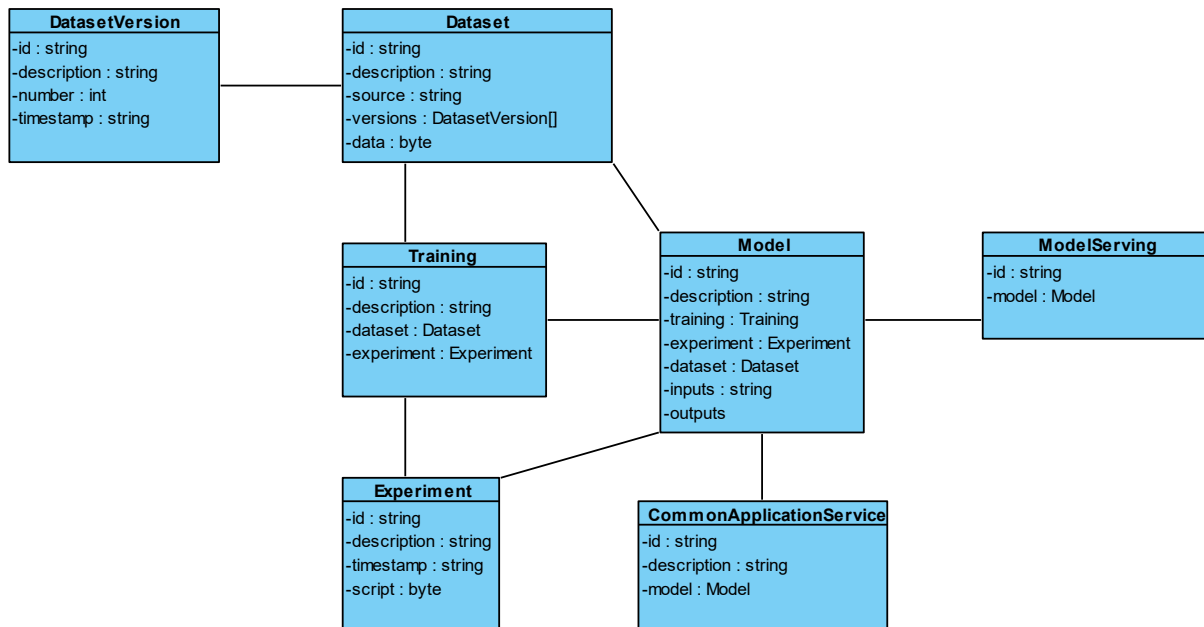 DatasetVersion
-id : string
-description : string
-number : int
-timestamp : string
Dataset
-id : string
-description : string
-source : string
-versions : DatasetVersion[]
-data : byte
Training
-id : string
-description : string
-dataset : Dataset
-experiment : Experiment
Model
-id : string
-description : string
-training : Training
-experiment : Experiment
-dataset : Dataset
-inputs : string
-outputs
ModelServing
-id : string
-model : Model
Experiment
-id : string
-description : string
-timestamp : string
-script : byte
CommonApplicationService
-id : string
-description : string
-model : Model